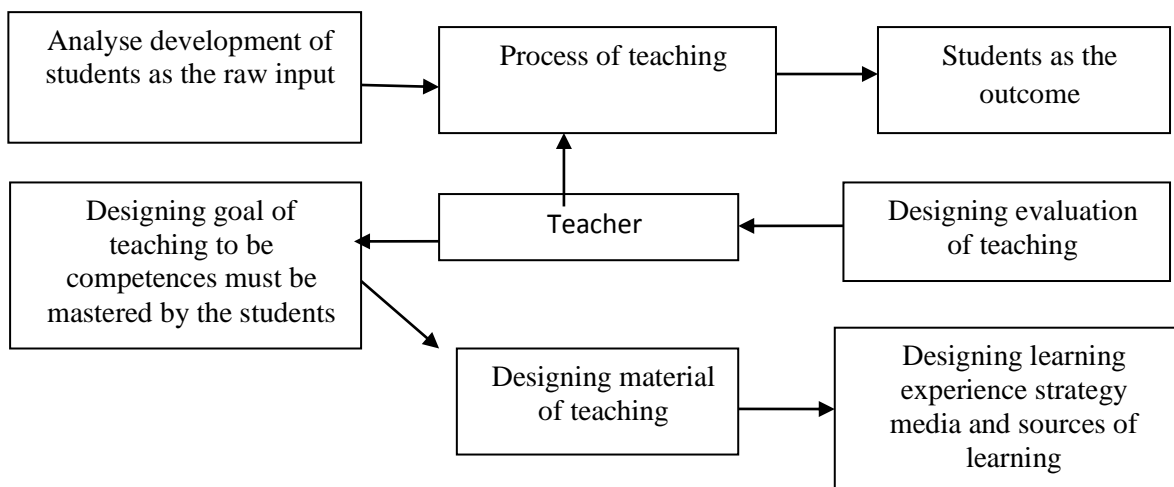 Analyse development of
students as the raw input
Process of teaching
Students as the
outcome
Designing goal of
teaching to be
competences must be
mastered by the students
Teacher
Designing evaluation
of teaching
Designing material
of teaching
Designing learning
experience strategy
media and sources of
learning